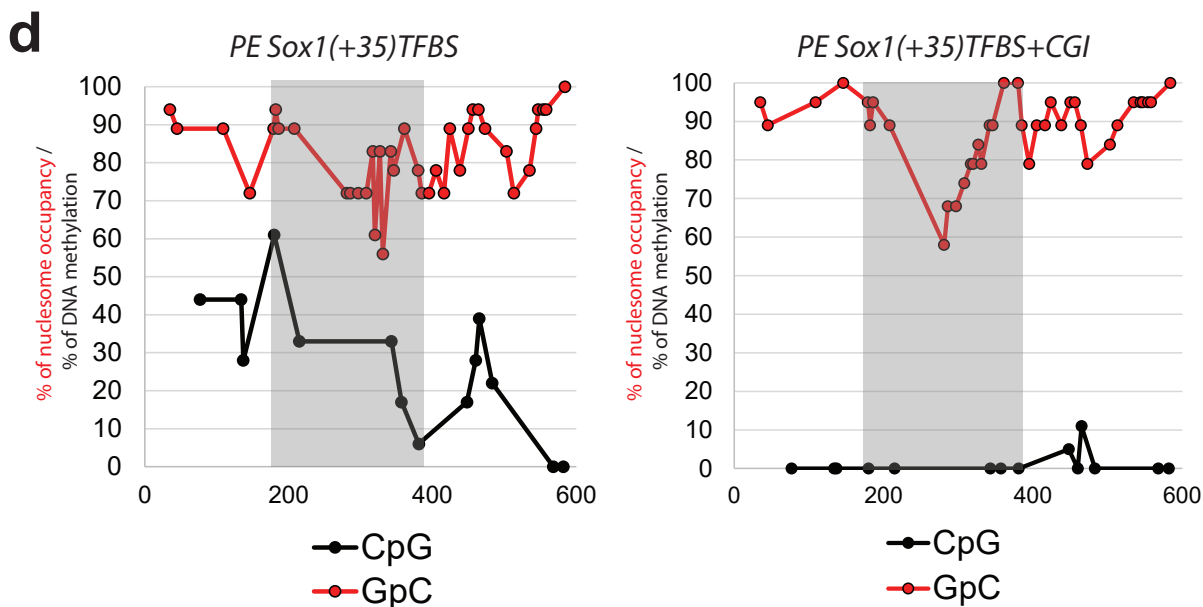 d
PE Sox1(+35)TFBS
% of nuclesome occupancy /
% of DNA methylation
100
90
80
70
60
50
40
30
20
10
0
0 200 400 600
CpG
GpC
PE Sox1(+35)TFBS+CGI
% of nuclesome occupancy /
% of DNA methylation
100
90
80
70
60
50
40
30
20
10
0
0 200 400 600
CpG
GpC